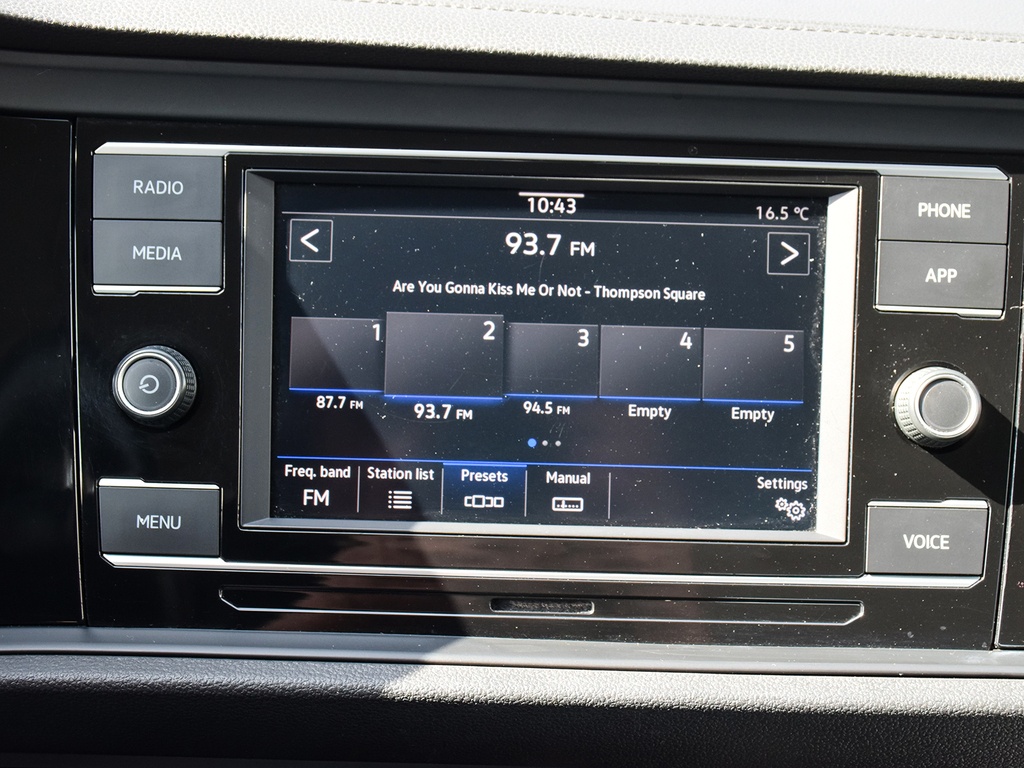 RADIO
MEDIA
MENU
10:43
16.5 °C
<
93.7 FM
>
Are You Gonna Kiss Me Or Not - Thompson Square
1
2
3
4
5
87.7 FM
93.7 FM
94.5 FM
Empty
Empty
Freq. band
FM
Station list
Presets
Manual
Settings
PHONE
APP
VOICE